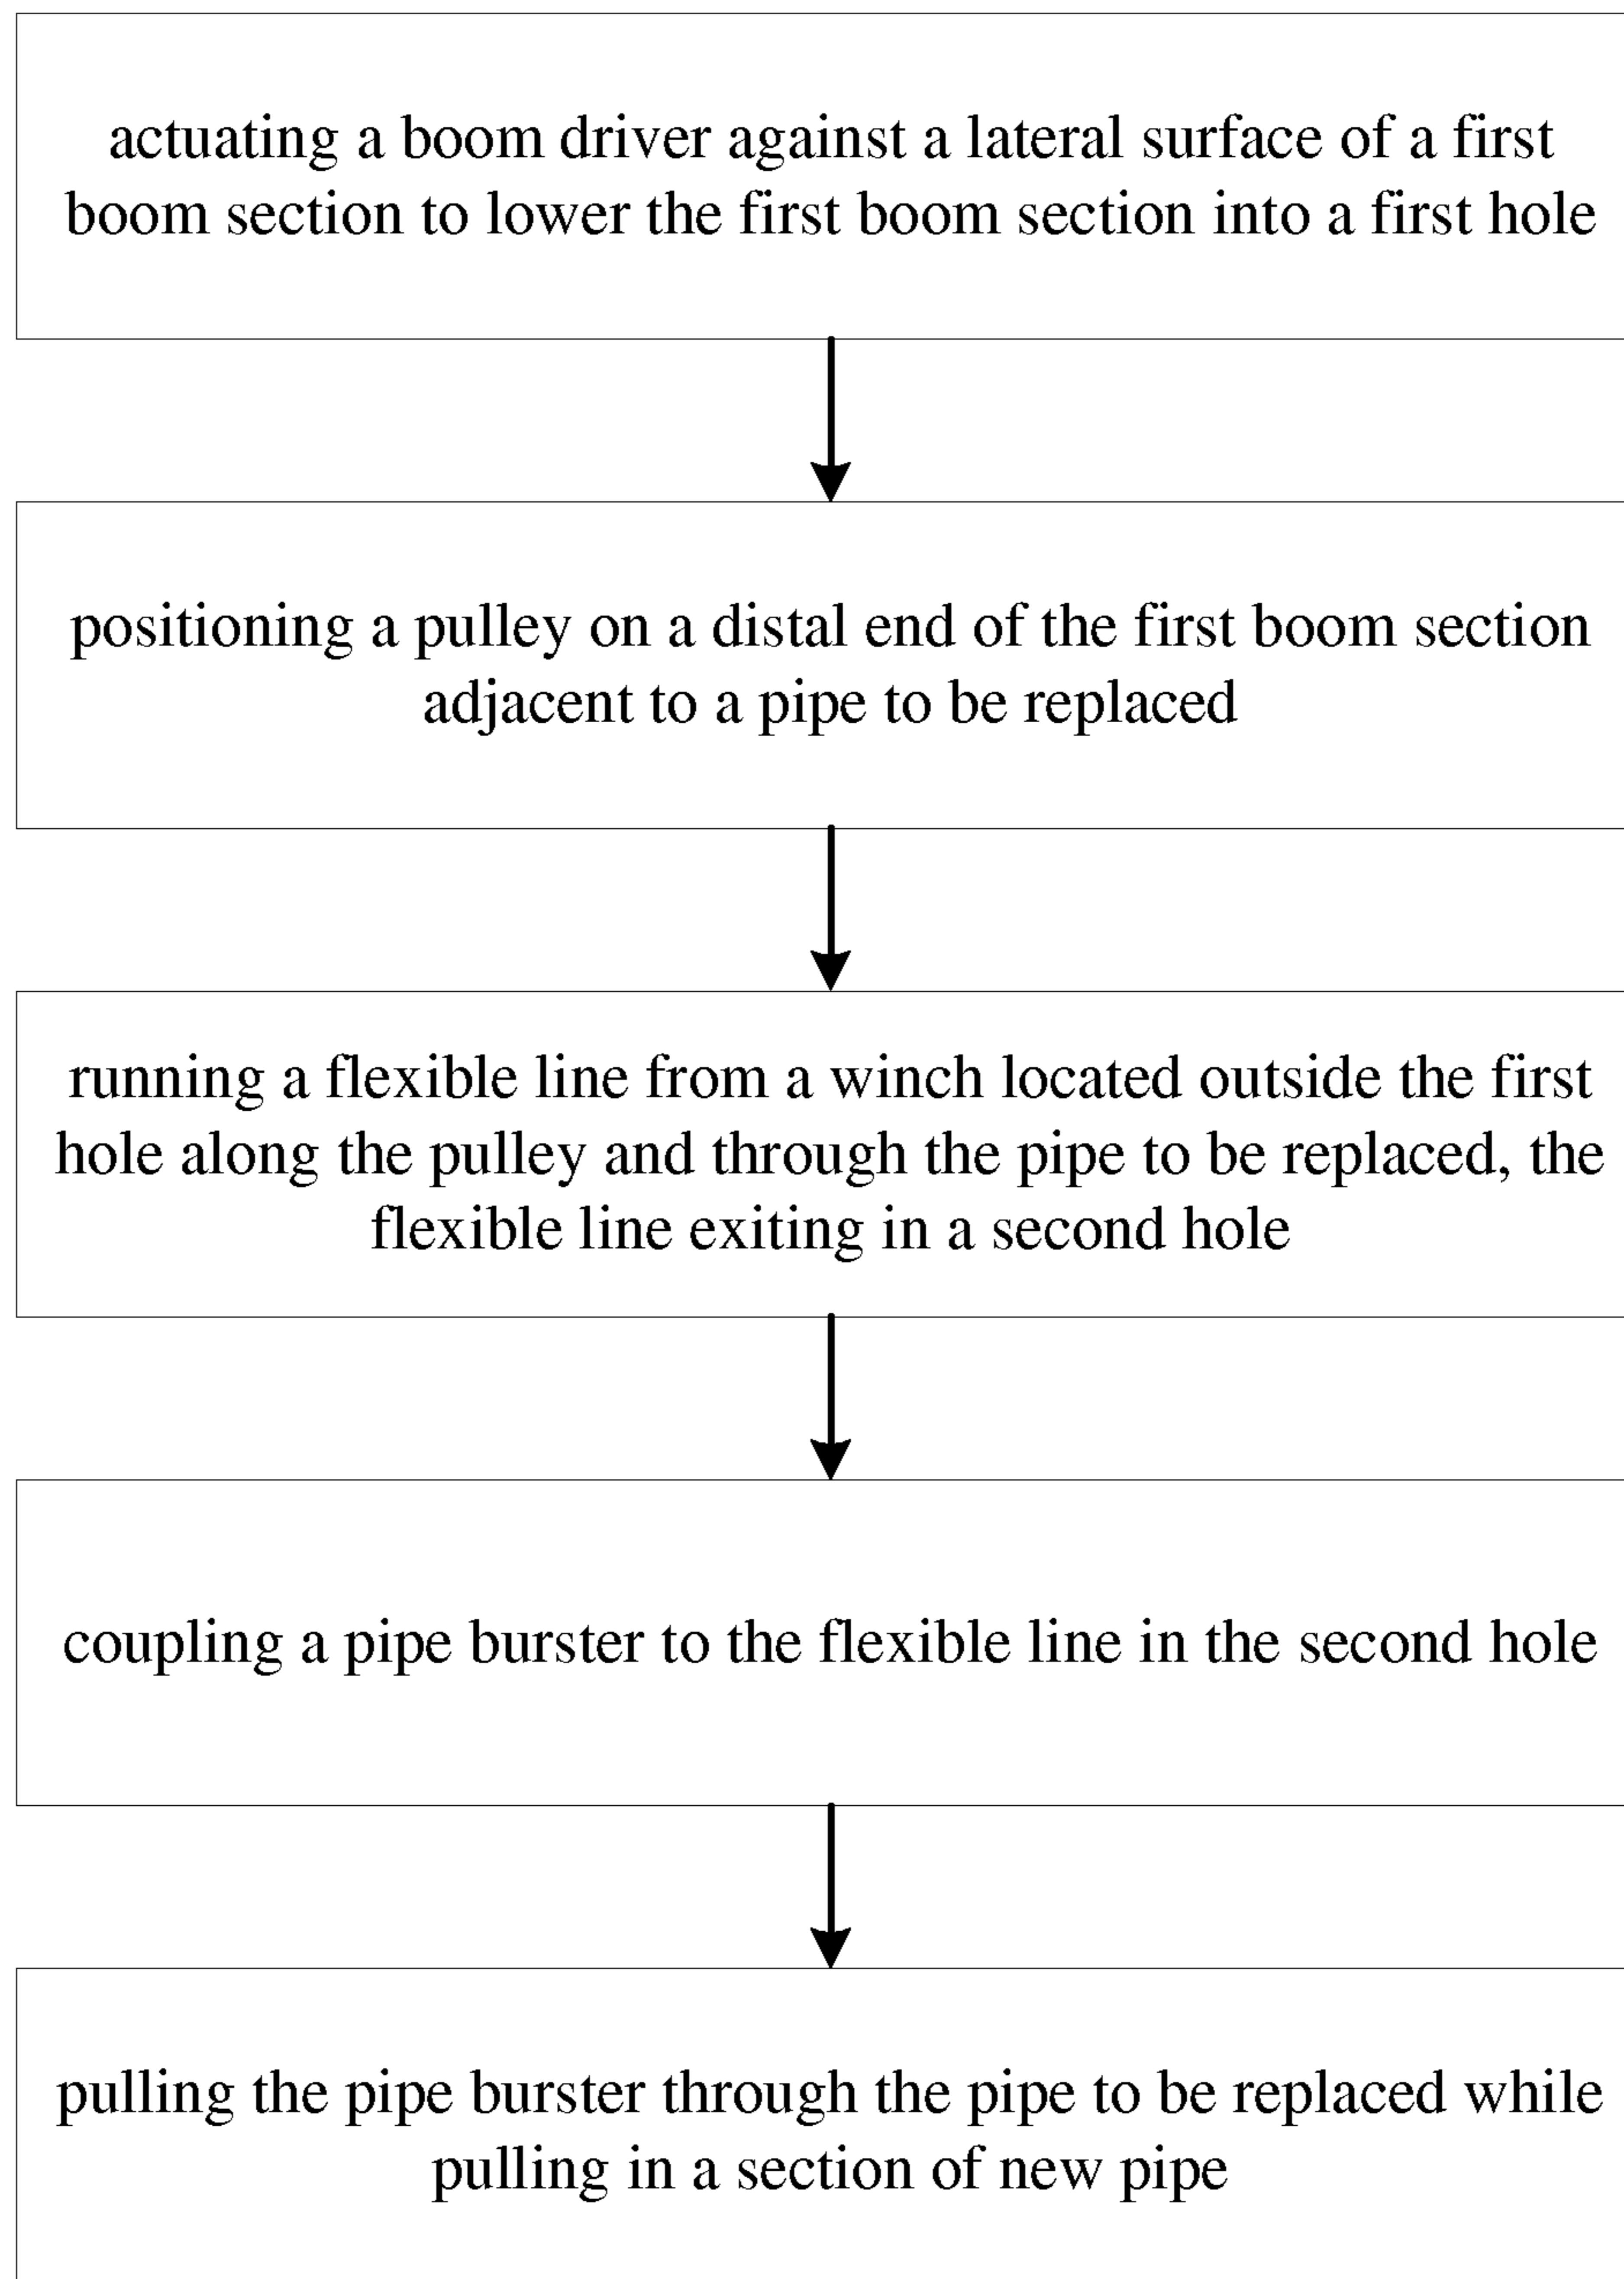 actuating a boom driver against a lateral surface of a first
boom section to lower the first boom section into a first hole
positioning a pulley on a distal end of the first boom section
adjacent to a pipe to be replaced
running a flexible line from a winch located outside the first
hole along the pulley and through the pipe to be replaced, the
flexible line exiting in a second hole
coupling a pipe burster to the flexible line in the second hole
pulling the pipe burster through the pipe to be replaced while
pulling in a section of new pipe